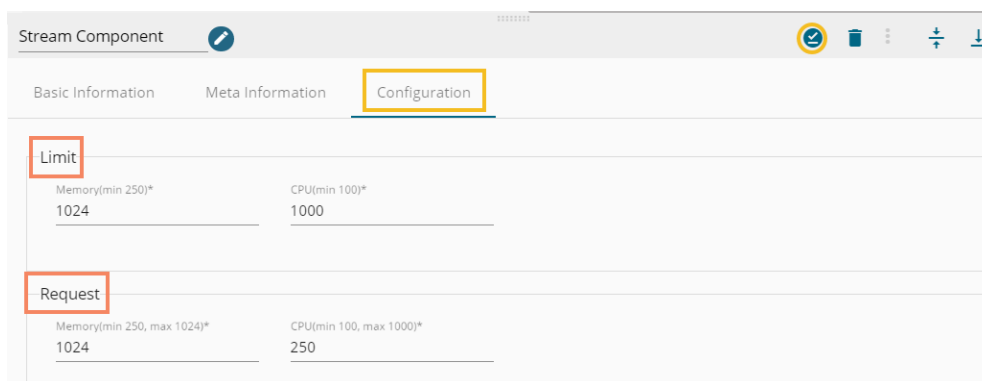 Stream Component
Basic Information Meta Information Configuration
Limit
Memory(min 250)* CPU(min 100)*
1024 1000
Request
Memory(min 250, max 1024)* CPU(min 100, max 1000)*
1024 250